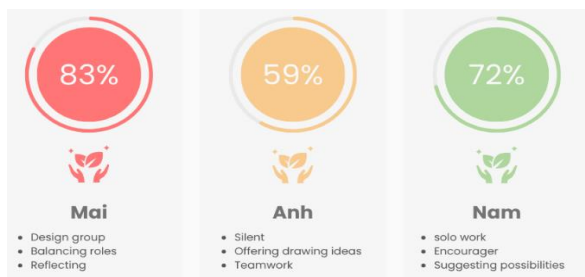 83%
59%
72%
Mai
Anh
Nam
• Design group
• Balancing roles
• Reflecting
• Silent
• Offering drawing ideas
• Teamwork
• solo work
• Encourager
• Suggesting possibilities